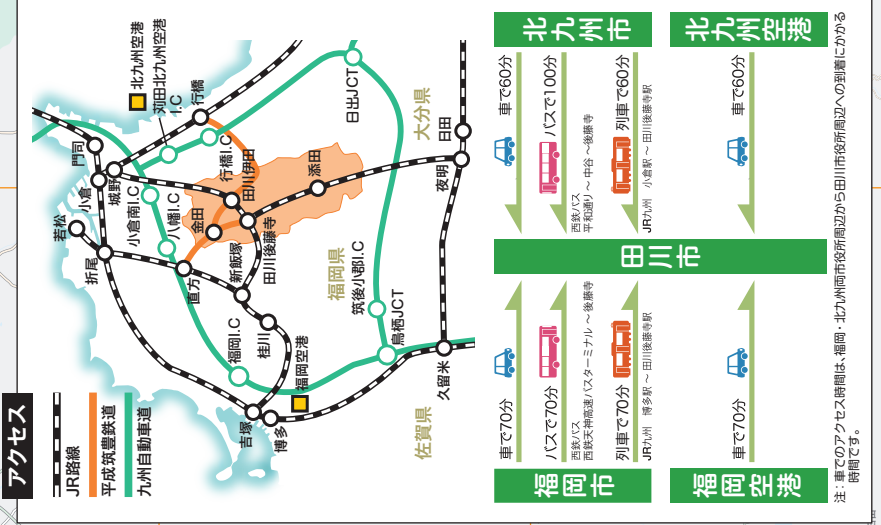 アクセス
JR路線
平成筑豊鉄道
九州自動車道
北九州空港
苅田北九州空港
I.C
行橋
門司
小倉
城野
若松
小倉南I.C
八幡I.C
行橋I.C
田川伊田
金田
折尾
直方
新飯塚
田川後藤寺
添田
日出JCT
大分県
日田
夜明
福岡県
筑後小郡I.C
鳥栖JCT
福岡I.C
桂川
福岡空港
吉塚
博多
久留米
佐賀県
福岡市
車で70分
バスで70分
西鉄バス
西鉄天神高速バスターミナル ～ 後藤寺
列車で70分
JR九州 博多駅 ～ 田川後藤寺駅
福岡空港
車で70分
田川市
北九州市
車で60分
バスで100分
西鉄バス
平和通り ～ 中谷 ～ 後藤寺
列車で60分
JR九州 小倉駅 ～ 田川後藤寺駅
北九州空港
車で60分
注：車でのアクセス時間は、福岡・北九州両市役所周辺から田川市役所周辺への到着にかかる
時間です。